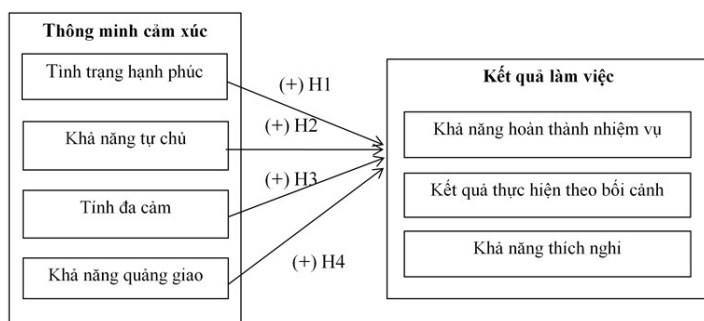 Thông minh cảm xúc
Tình trạng hạnh phúc
Khả năng tự chủ
Tính đa cảm
Khả năng quảng giao
(+) H1
(+) H2
(+) H3
(+) H4
Kết quả làm việc
Khả năng hoàn thành nhiệm vụ
Kết quả thực hiện theo bối cảnh
Khả năng thích nghi